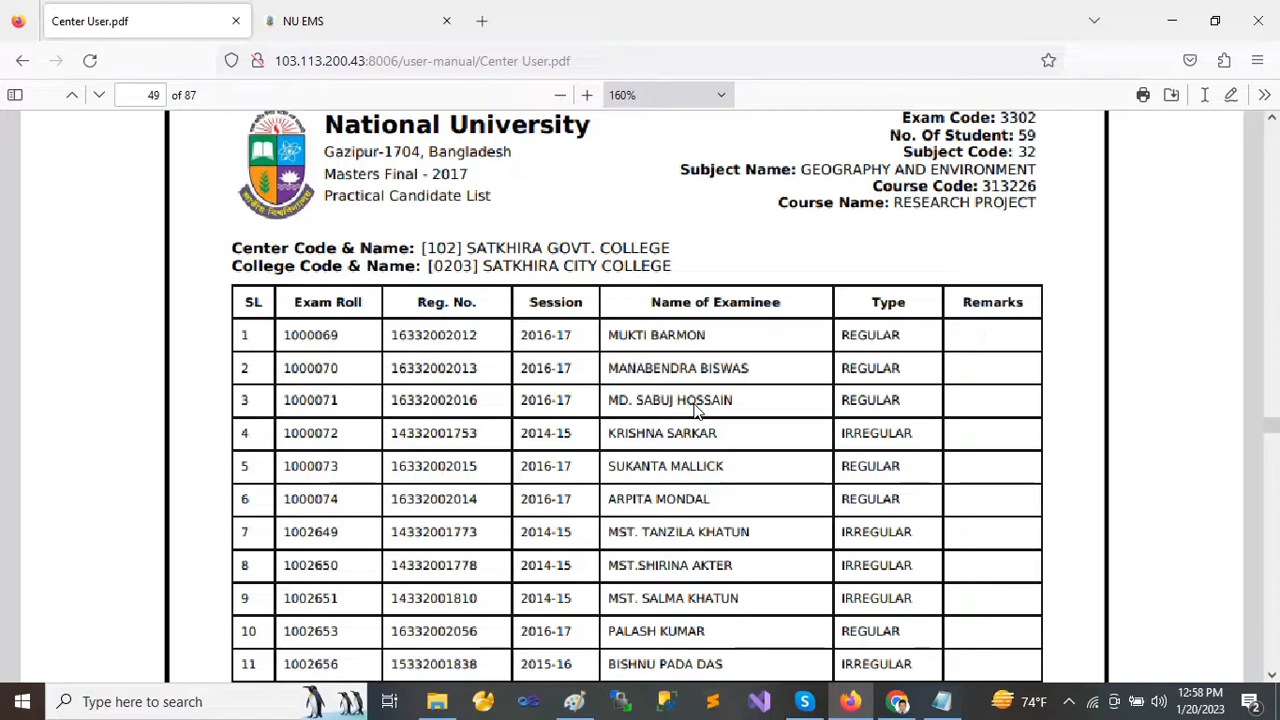 Center User.pdf
NU EMS
103.113.200.43:8006/user-manual/Center User.pdf
49 of 87
160%
National University
Gazipur-1704, Bangladesh
Masters Final - 2017
Practical Candidate List
Exam Code: 3302
No. Of Student: 59
Subject Code: 32
Subject Name: GEOGRAPHY AND ENVIRONMENT
Course Code: 313226
Course Name: RESEARCH PROJECT
Center Code & Name: [102] SATKHIRA GOVT. COLLEGE
College Code & Name: [0203] SATKHIRA CITY COLLEGE
SL Exam Roll Reg. No. Session Name of Examinee Type Remarks
1 1000069 16332002012 2016-17 MUKTI BARMON REGULAR
2 1000070 16332002013 2016-17 MANABENDRA BISWAS REGULAR
3 1000071 16332002016 2016-17 MD. SABUJ HOSSAIN REGULAR
4 1000072 14332001753 2014-15 KRISHNA SARKAR IRREGULAR
5 1000073 16332002015 2016-17 SUKANTA MALLICK REGULAR
6 1000074 16332002014 2016-17 ARPITA MONDAL REGULAR
7 1002649 14332001773 2014-15 MST. TANZILA KHATUN IRREGULAR
8 1002650 14332001778 2014-15 MST.SHIRINA AKTER IRREGULAR
9 1002651 14332001810 2014-15 MST. SALMA KHATUN IRREGULAR
10 1002653 16332002056 2016-17 PALASH KUMAR REGULAR
11 1002656 15332001838 2015-16 BISHNU PADA DAS IRREGULAR
Type here to search
74°F
12:58 PM
1/20/2023
2